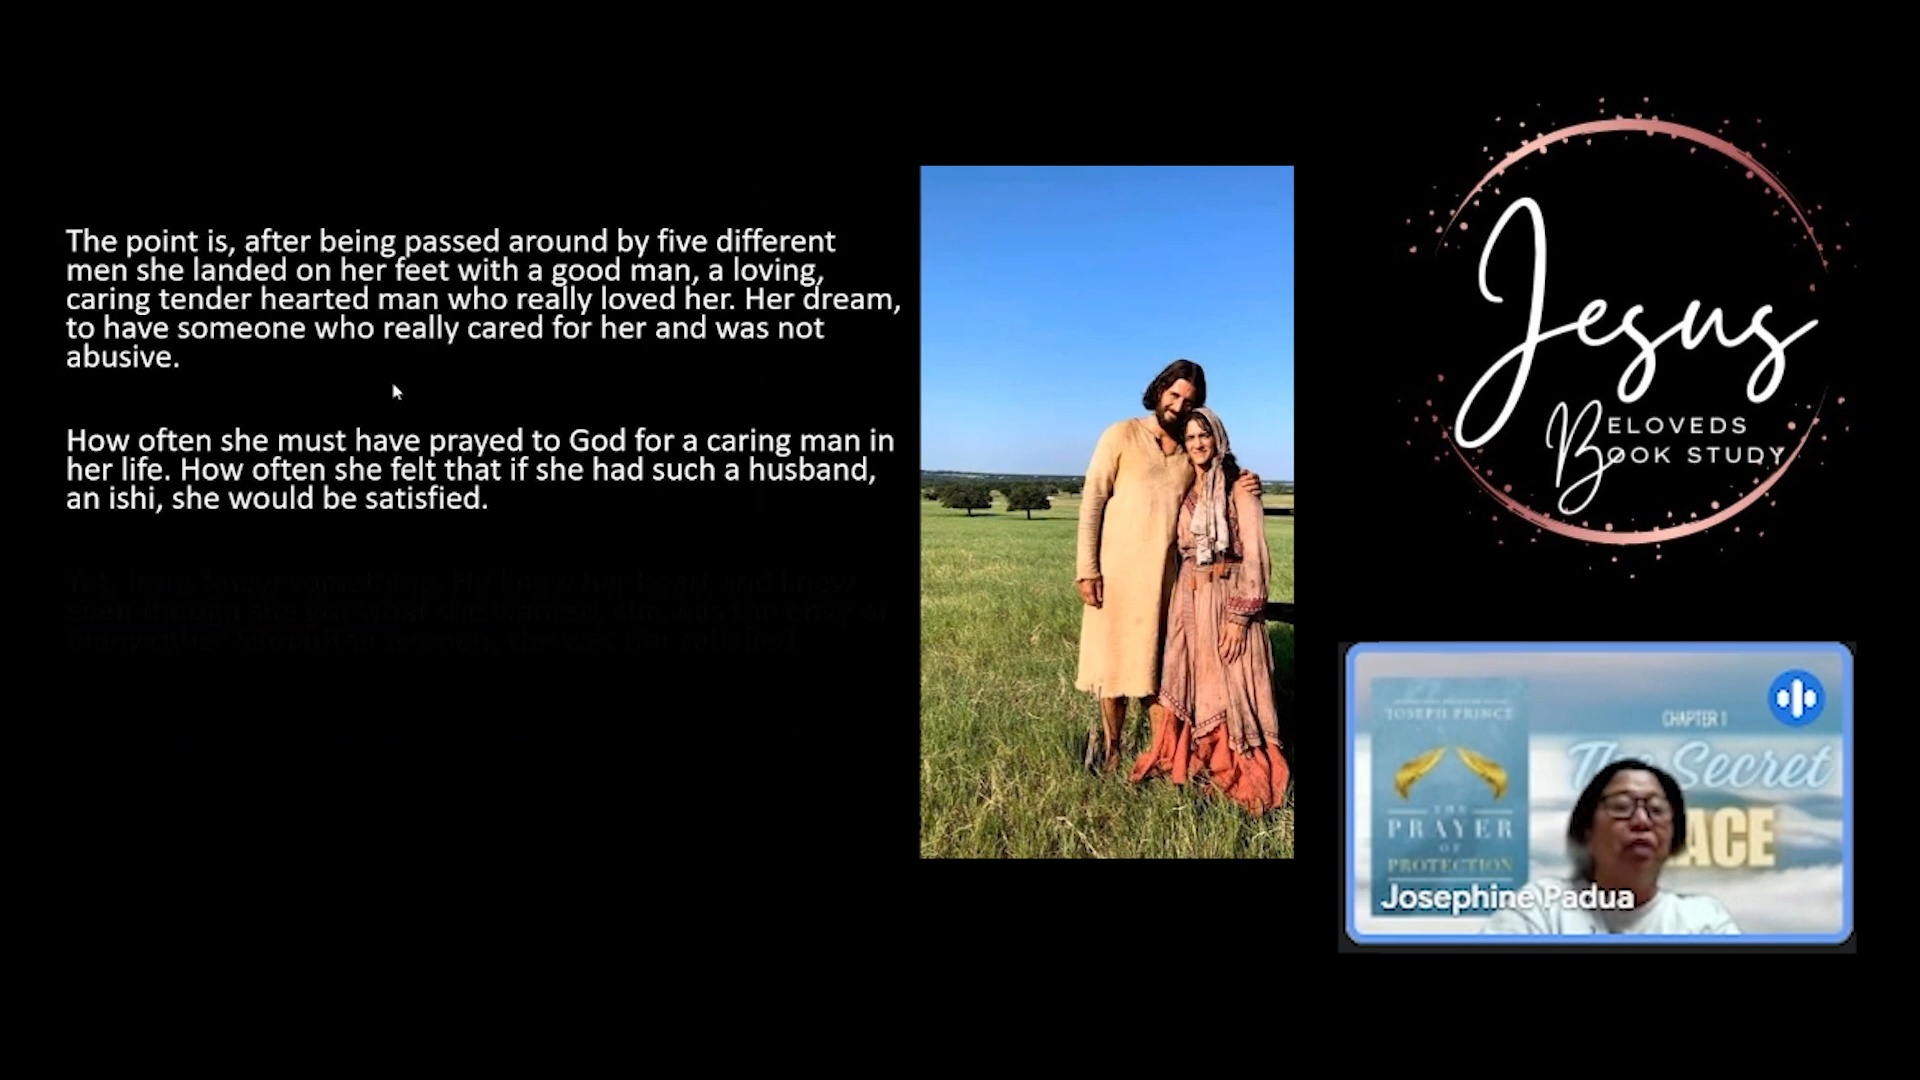 The point is, after being passed around by five different
men she landed on her feet with a good man, a loving,
caring tender hearted man who really loved her. Her dream,
to have someone who really cared for her and was not
abusive.
How often she must have prayed to God for a caring man in
her life. How often she felt that if she had such a husband,
an ishi, she would be satisfied.
Jesus
BELOVEDS
BOOK STUDY
JOSEPH PRINCE
THE
PRAYER
OF
PROTECTION
CHAPTER 1
The Secret
Josephine Padua